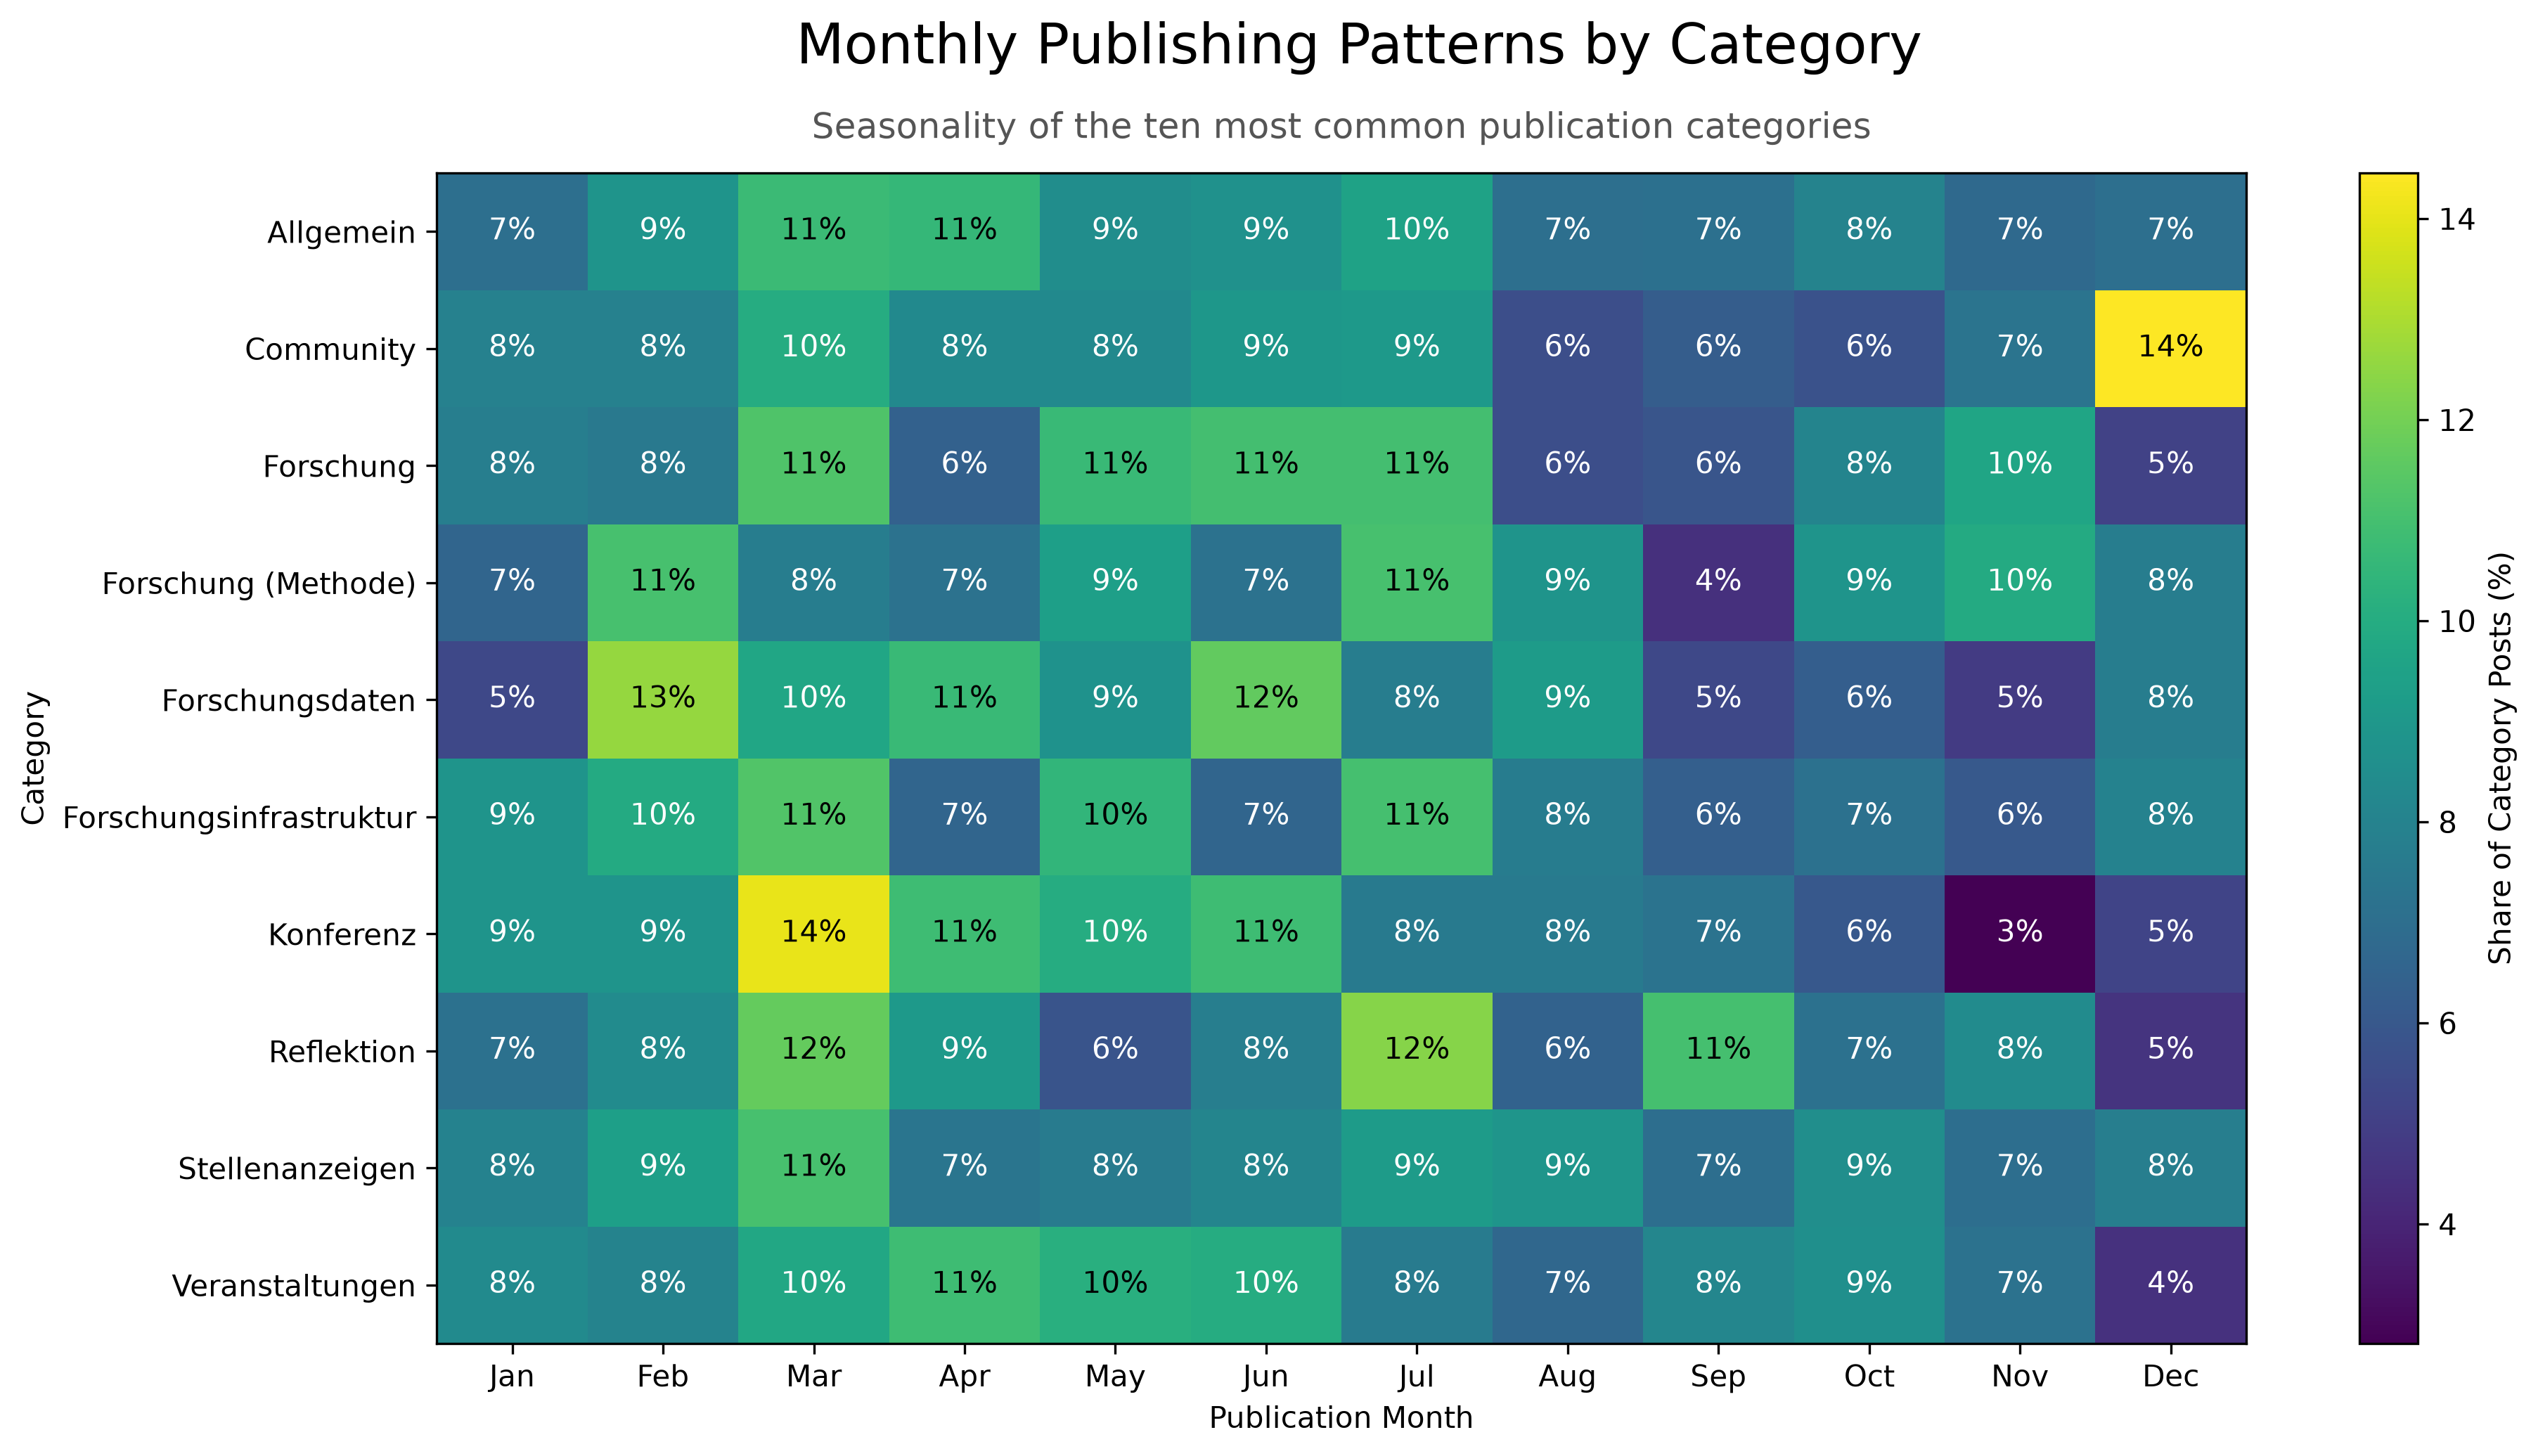 Monthly Publishing Patterns by Category
Seasonality of the ten most common publication categories
Category
Allgemein 7% 9% 11% 11% 9% 9% 10% 7% 7% 8% 7% 7%
Community 8% 8% 10% 8% 8% 9% 9% 6% 6% 6% 7% 14%
Forschung 8% 8% 11% 6% 11% 11% 11% 6% 6% 8% 10% 5%
Forschung (Methode) 7% 11% 8% 7% 9% 7% 11% 9% 4% 9% 10% 8%
Forschungsdaten 5% 13% 10% 11% 9% 12% 8% 9% 5% 6% 5% 8%
Forschungsinfrastruktur 9% 10% 11% 7% 10% 7% 11% 8% 6% 7% 6% 8%
Konferenz 9% 9% 14% 11% 10% 11% 8% 8% 7% 6% 3% 5%
Reflektion 7% 8% 12% 9% 6% 8% 12% 6% 11% 7% 8% 5%
Stellenanzeigen 8% 9% 11% 7% 8% 8% 9% 9% 7% 9% 7% 8%
Veranstaltungen 8% 8% 10% 11% 10% 10% 8% 7% 8% 9% 7% 4%
Jan Feb Mar Apr May Jun Jul Aug Sep Oct Nov Dec
Publication Month
14
12
10
8
6
4
Share of Category Posts (%)